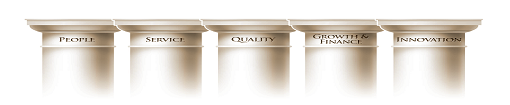 PEOPLE
SERVICE
QUALITY
GROWTH &
FINANCE
INNOVATION